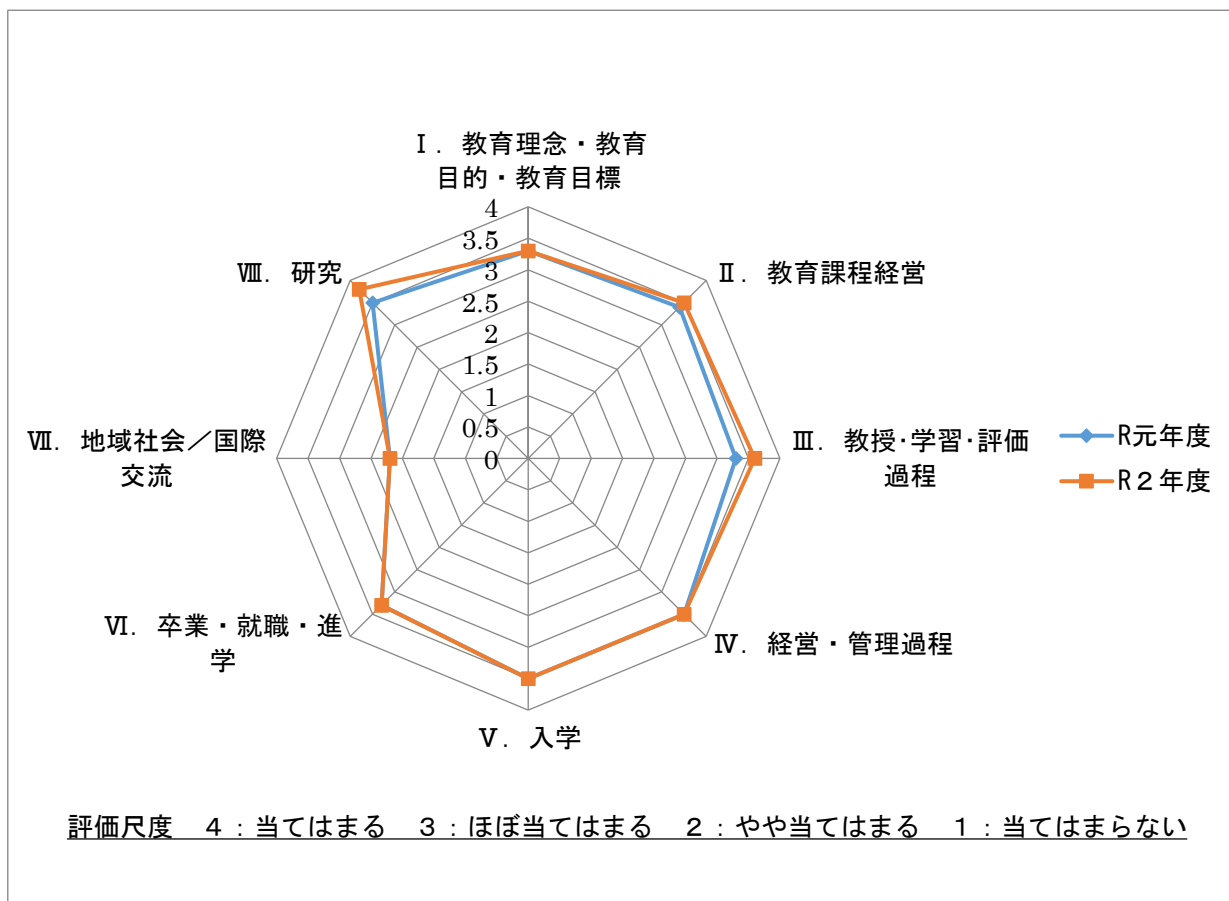 Ⅰ．教育理念・教育
目的・教育目標
4
3.5
3
2.5
2
1.5
1
0.5
0
Ⅱ．教育課程経営
Ⅲ．教授・学習・評価
過程
Ⅳ．経営・管理過程
Ⅴ．入学
Ⅵ．卒業・就職・進
学
Ⅶ．地域社会／国際
交流
Ⅷ．研究
R元年度
R２年度
評価尺度　４：当てはまる　３：ほぼ当てはまる　２：やや当てはまる　１：当てはまらない